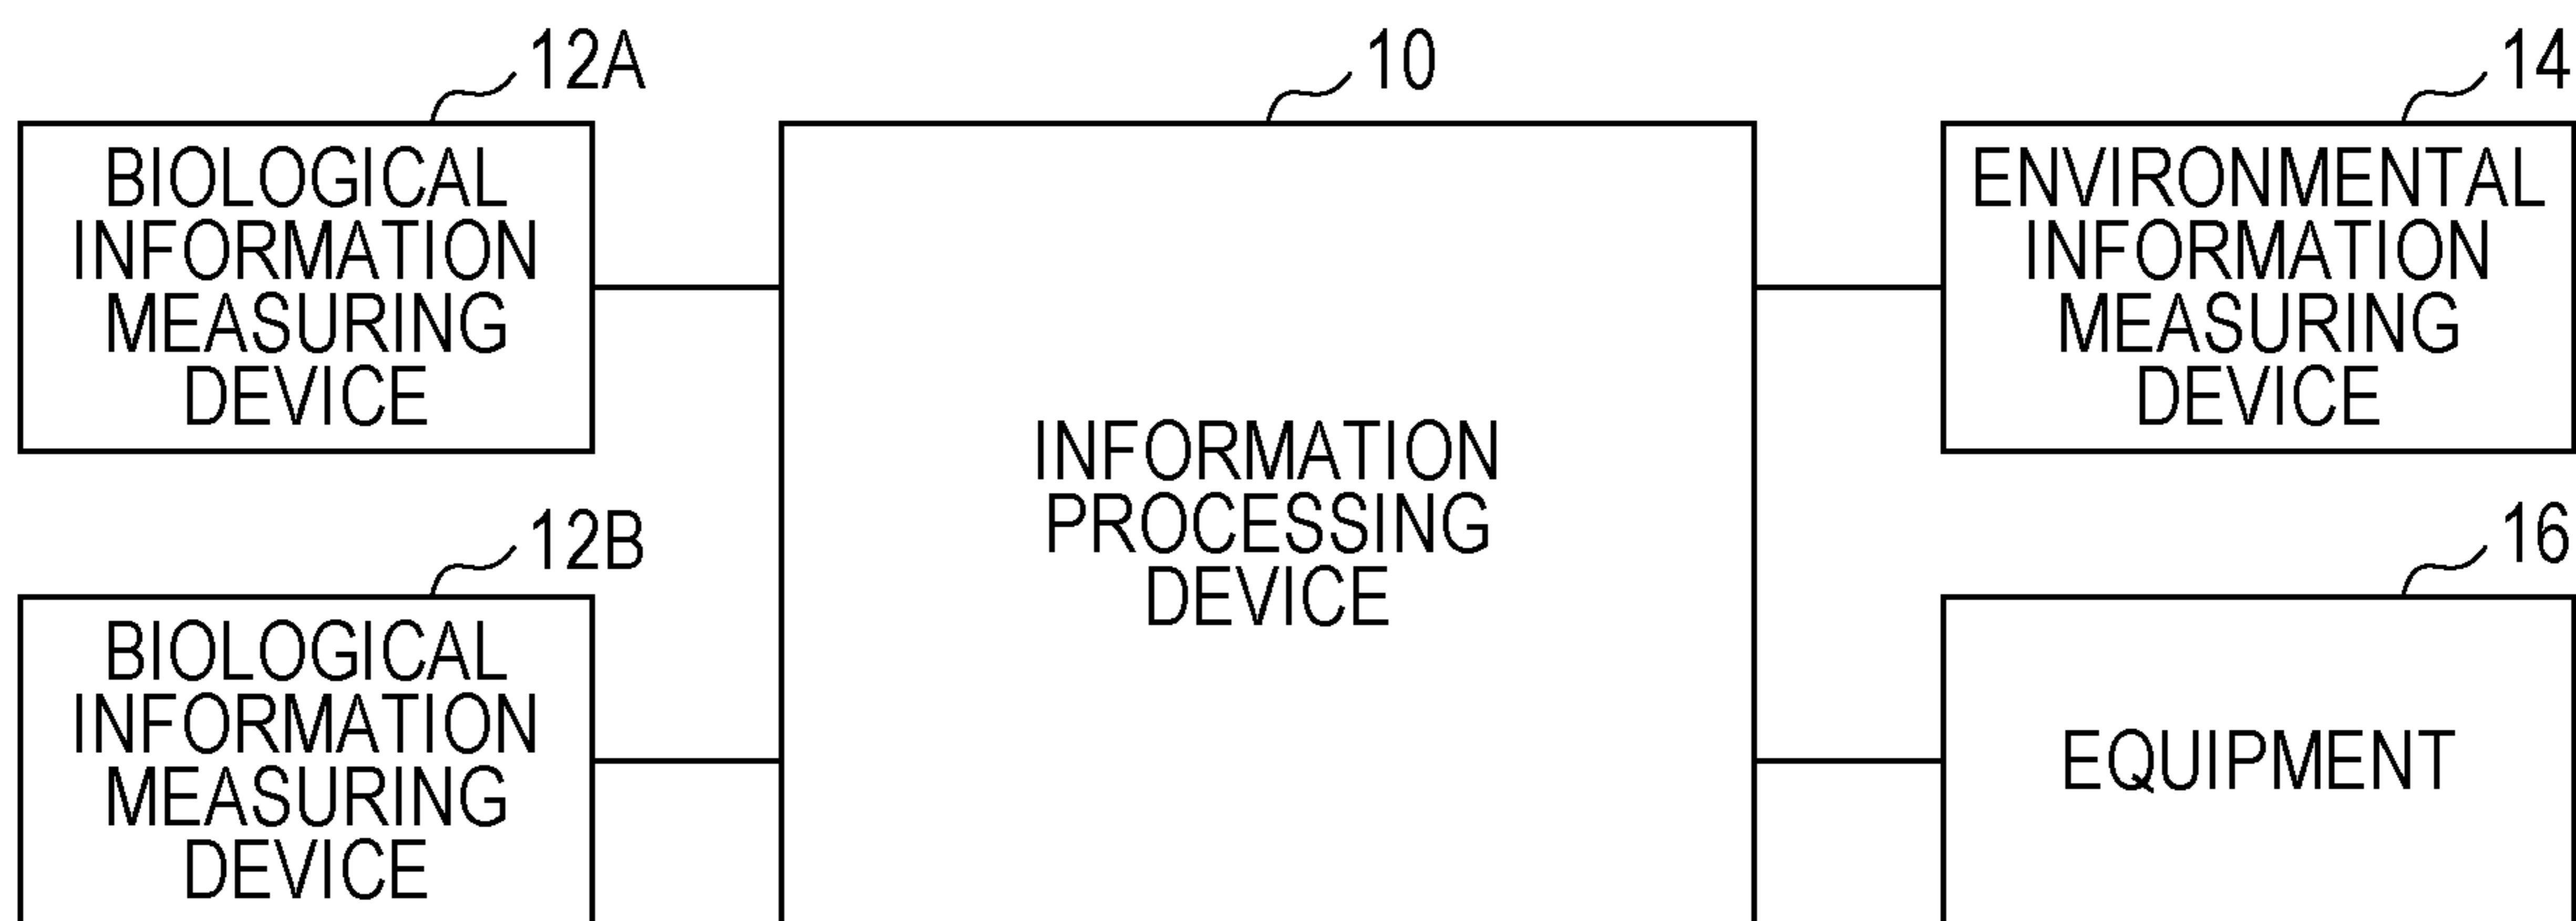 12A
BIOLOGICAL
INFORMATION
MEASURING
DEVICE
12B
BIOLOGICAL
INFORMATION
MEASURING
DEVICE
10
INFORMATION
PROCESSING
DEVICE
14
ENVIRONMENTAL
INFORMATION
MEASURING
DEVICE
16
EQUIPMENT